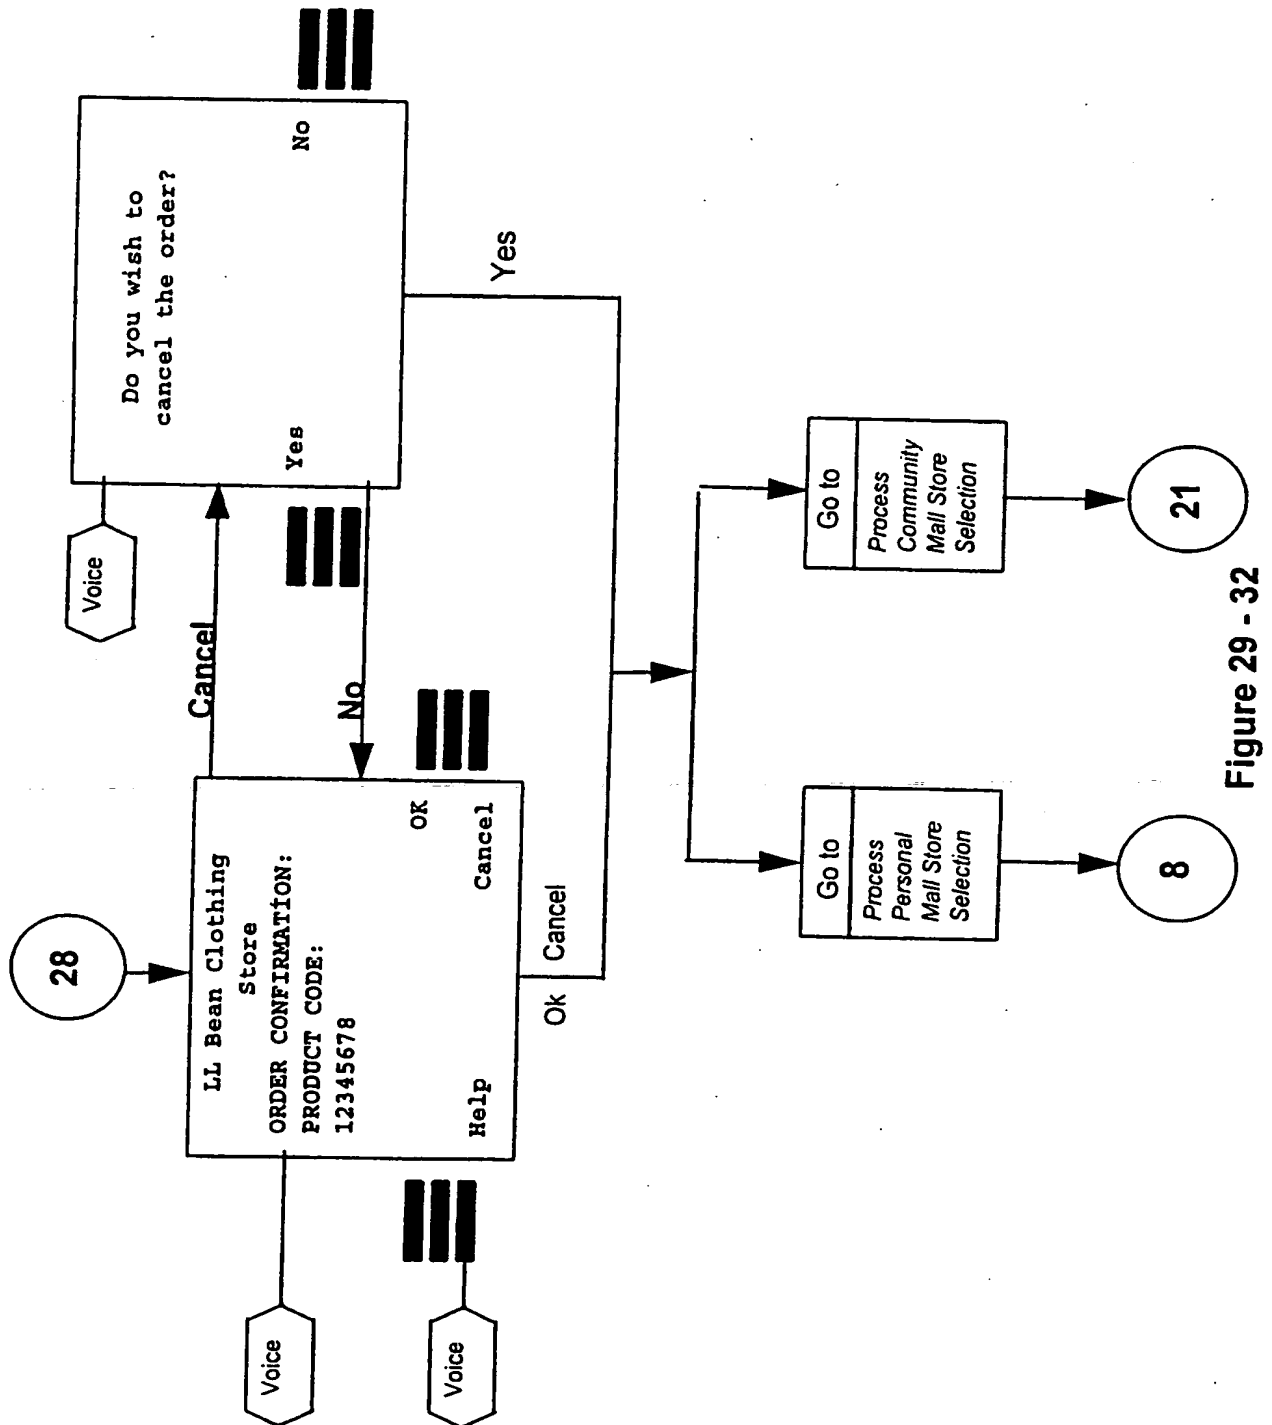 28
LL Bean Clothing
Store
ORDER CONFIRMATION:
PRODUCT CODE:
12345678
OK
Help
Cancel
Voice
Voice
Cancel
No
Voice
Do you wish to
cancel the order?
Yes
No
Ok
Cancel
Yes
Go to
Process
Personal
Mall Store
Selection
8
Go to
Process
Community
Mall Store
Selection
21
Figure 29 - 32